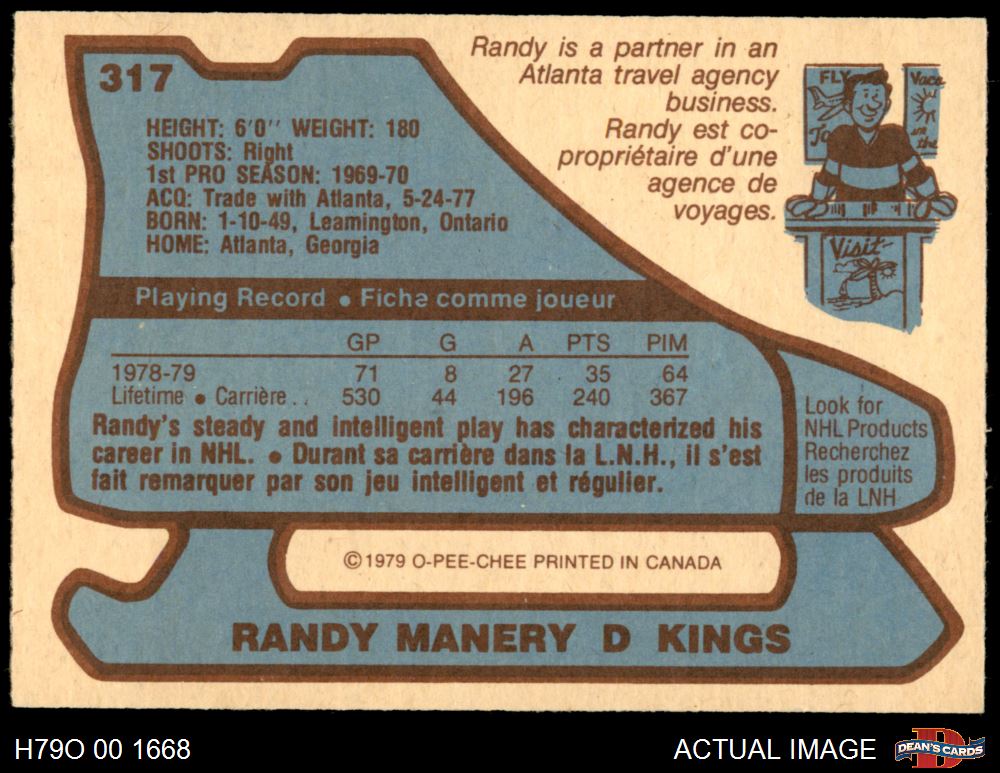 317
Randy is a partner in an
Atlanta travel agency
business.
Randy est co-
propriétaire d'une
agence de
voyages.
FLY
To
Vaca
in
the
Visit
HEIGHT: 6'0'' WEIGHT: 180
SHOOTS: Right
1st PRO SEASON: 1969-70
ACQ: Trade with Atlanta, 5-24-77
BORN: 1-10-49, Leamington, Ontario
HOME: Atlanta, Georgia
Playing Record ● Fiche comme joueur
GP G A PTS PIM
1978-79 71 8 27 35 64
Lifetime ● Carrière . . 530 44 196 240 367
Randy's steady and intelligent play has characterized his
career in NHL. ● Durant sa carrière dans la L.N.H., il s'est
fait remarquer par son jeu intelligent et régulier.
Look for
NHL Products
Recherchez
les produits
de la LNH
©1979 O-PEE-CHEE PRINTED IN CANADA
RANDY MANERY D KINGS
H79O 00 1668
ACTUAL IMAGE
DEAN'S CARDS